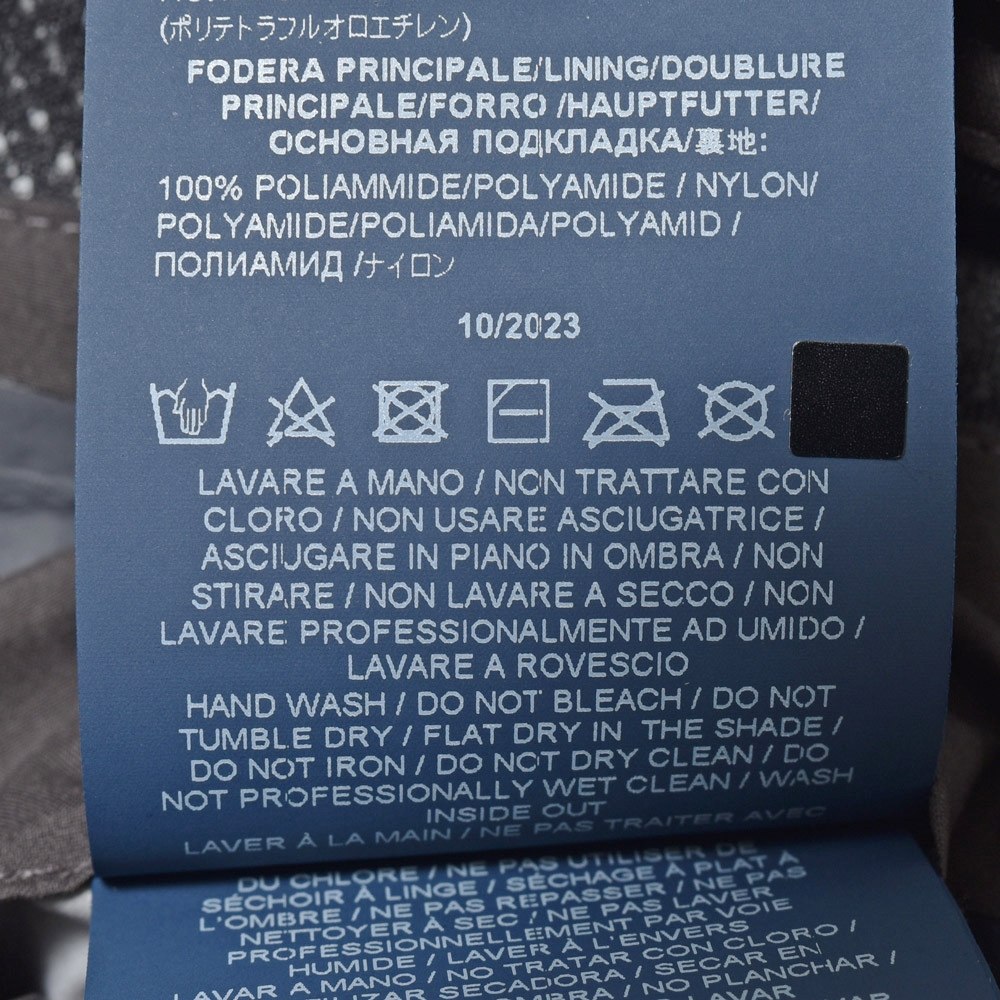 (ポリテトラフルオロエチレン)
FODERA PRINCIPALE/LINING/DOUBLURE
PRINCIPALE/FORRO /HAUPTFUTTER/
ОСНОВНАЯ ПОДКЛАДКА/裏地:
100% POLIAMMIDE/POLYAMIDE / NYLON/
POLYAMIDE/POLIAMIDA/POLYAMID /
ПОЛИАМИД /ナイロン
10/2023
LAVARE A MANO / NON TRATTARE CON
CLORO / NON USARE ASCIUGATRICE /
ASCIUGARE IN PIANO IN OMBRA / NON
STIRARE / NON LAVARE A SECCO / NON
LAVARE PROFESSIONALMENTE AD UMIDO /
LAVARE A ROVESCIO
HAND WASH / DO NOT BLEACH / DO NOT
TUMBLE DRY / FLAT DRY IN THE SHADE /
DO NOT IRON / DO NOT DRY CLEAN / DO
NOT PROFESSIONALLY WET CLEAN / WASH
INSIDE OUT
LAVER À LA MAIN / NE PAS TRAITER AVEC
DU CHLORE / NE PAS UTILISER DE
SÉCHOIR À LINGE / SÉCHAGE À PLAT A
L'OMBRE / NE PAS REPASSER / NE PAS
NETTOYER À SEC / NE PAS LAVER
PROFESSIONNELLEMENT PAR VOIE
HUMIDE / LAVER À L'ENVERS
LAVAR A MANO / NO TRATAR CON CLORO /
SECADORA / SECAR EN
NO PLANCHAR /